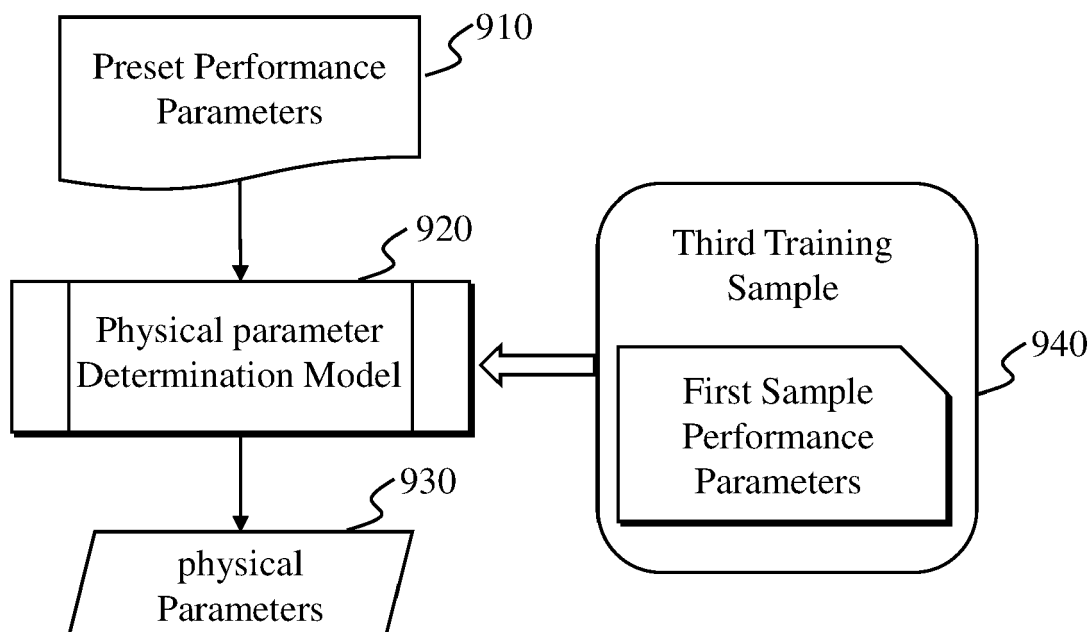 910
Preset Performance
Parameters
920
Physical parameter
Determination Model
930
physical
Parameters
Third Training
Sample
940
First Sample
Performance
Parameters